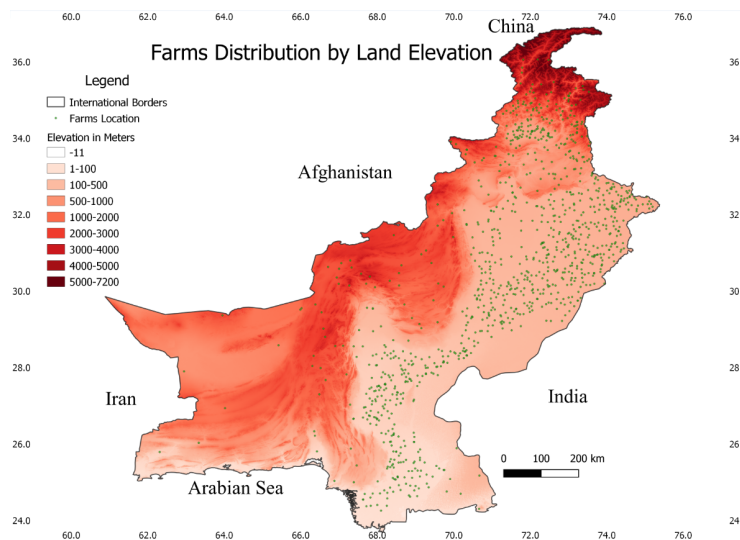 60.0 62.0 64.0 66.0 68.0 70.0 72.0 74.0 76.0
China
Farms Distribution by Land Elevation
36.0 36
Legend
International Borders
Farms Location
34.0 34
Elevation in Meters
-11
1-100
Afghanistan
100-500
500-1000
32.0 32
1000-2000
2000-3000
3000-4000
4000-5000
30.0 30
5000-7200
28.0 28
Iran
India
26.0 26
0 100 200 km
Arabian Sea
24.0 24
60.0 62.0 64.0 66.0 68.0 70.0 72.0 74.0 76.0